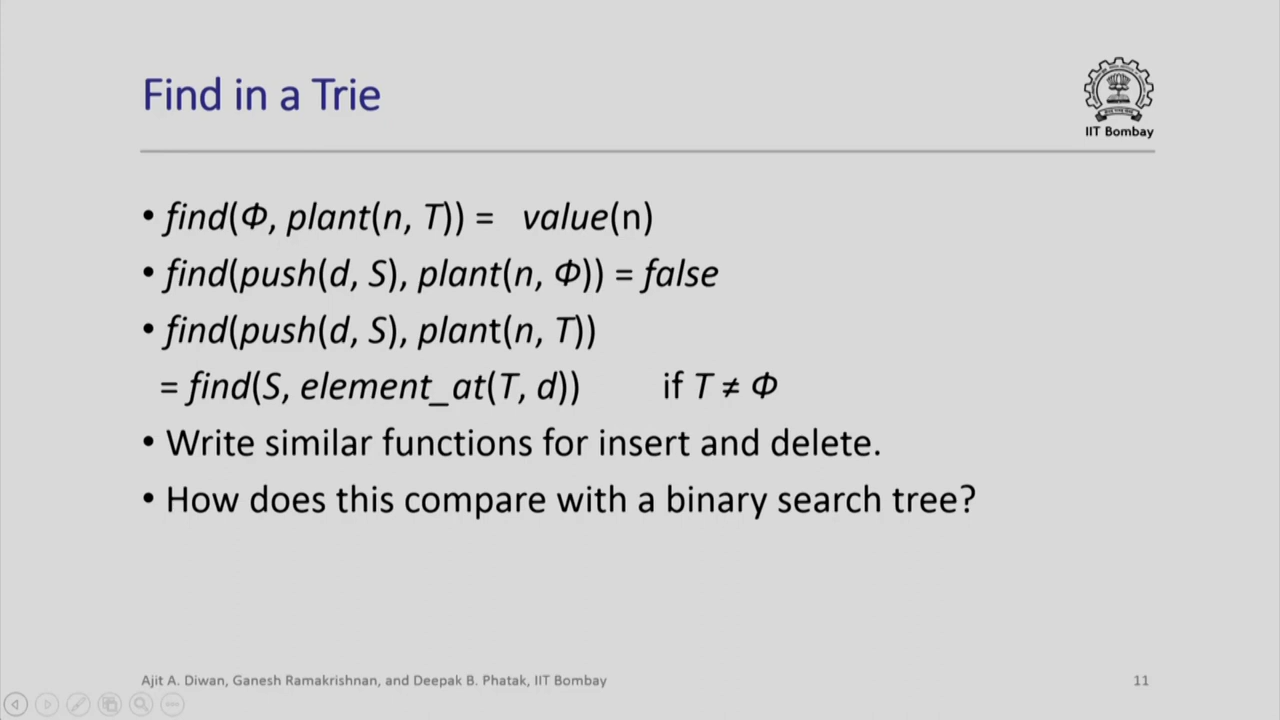 Find in a Trie
IIT Bombay
• find(Φ, plant(n, T)) = value(n)
• find(push(d, S), plant(n, Φ)) = false
• find(push(d, S), plant(n, T))
= find(S, element_at(T, d)) if T ≠ Φ
• Write similar functions for insert and delete.
• How does this compare with a binary search tree?
Ajit A. Diwan, Ganesh Ramakrishnan, and Deepak B. Phatak, IIT Bombay 11